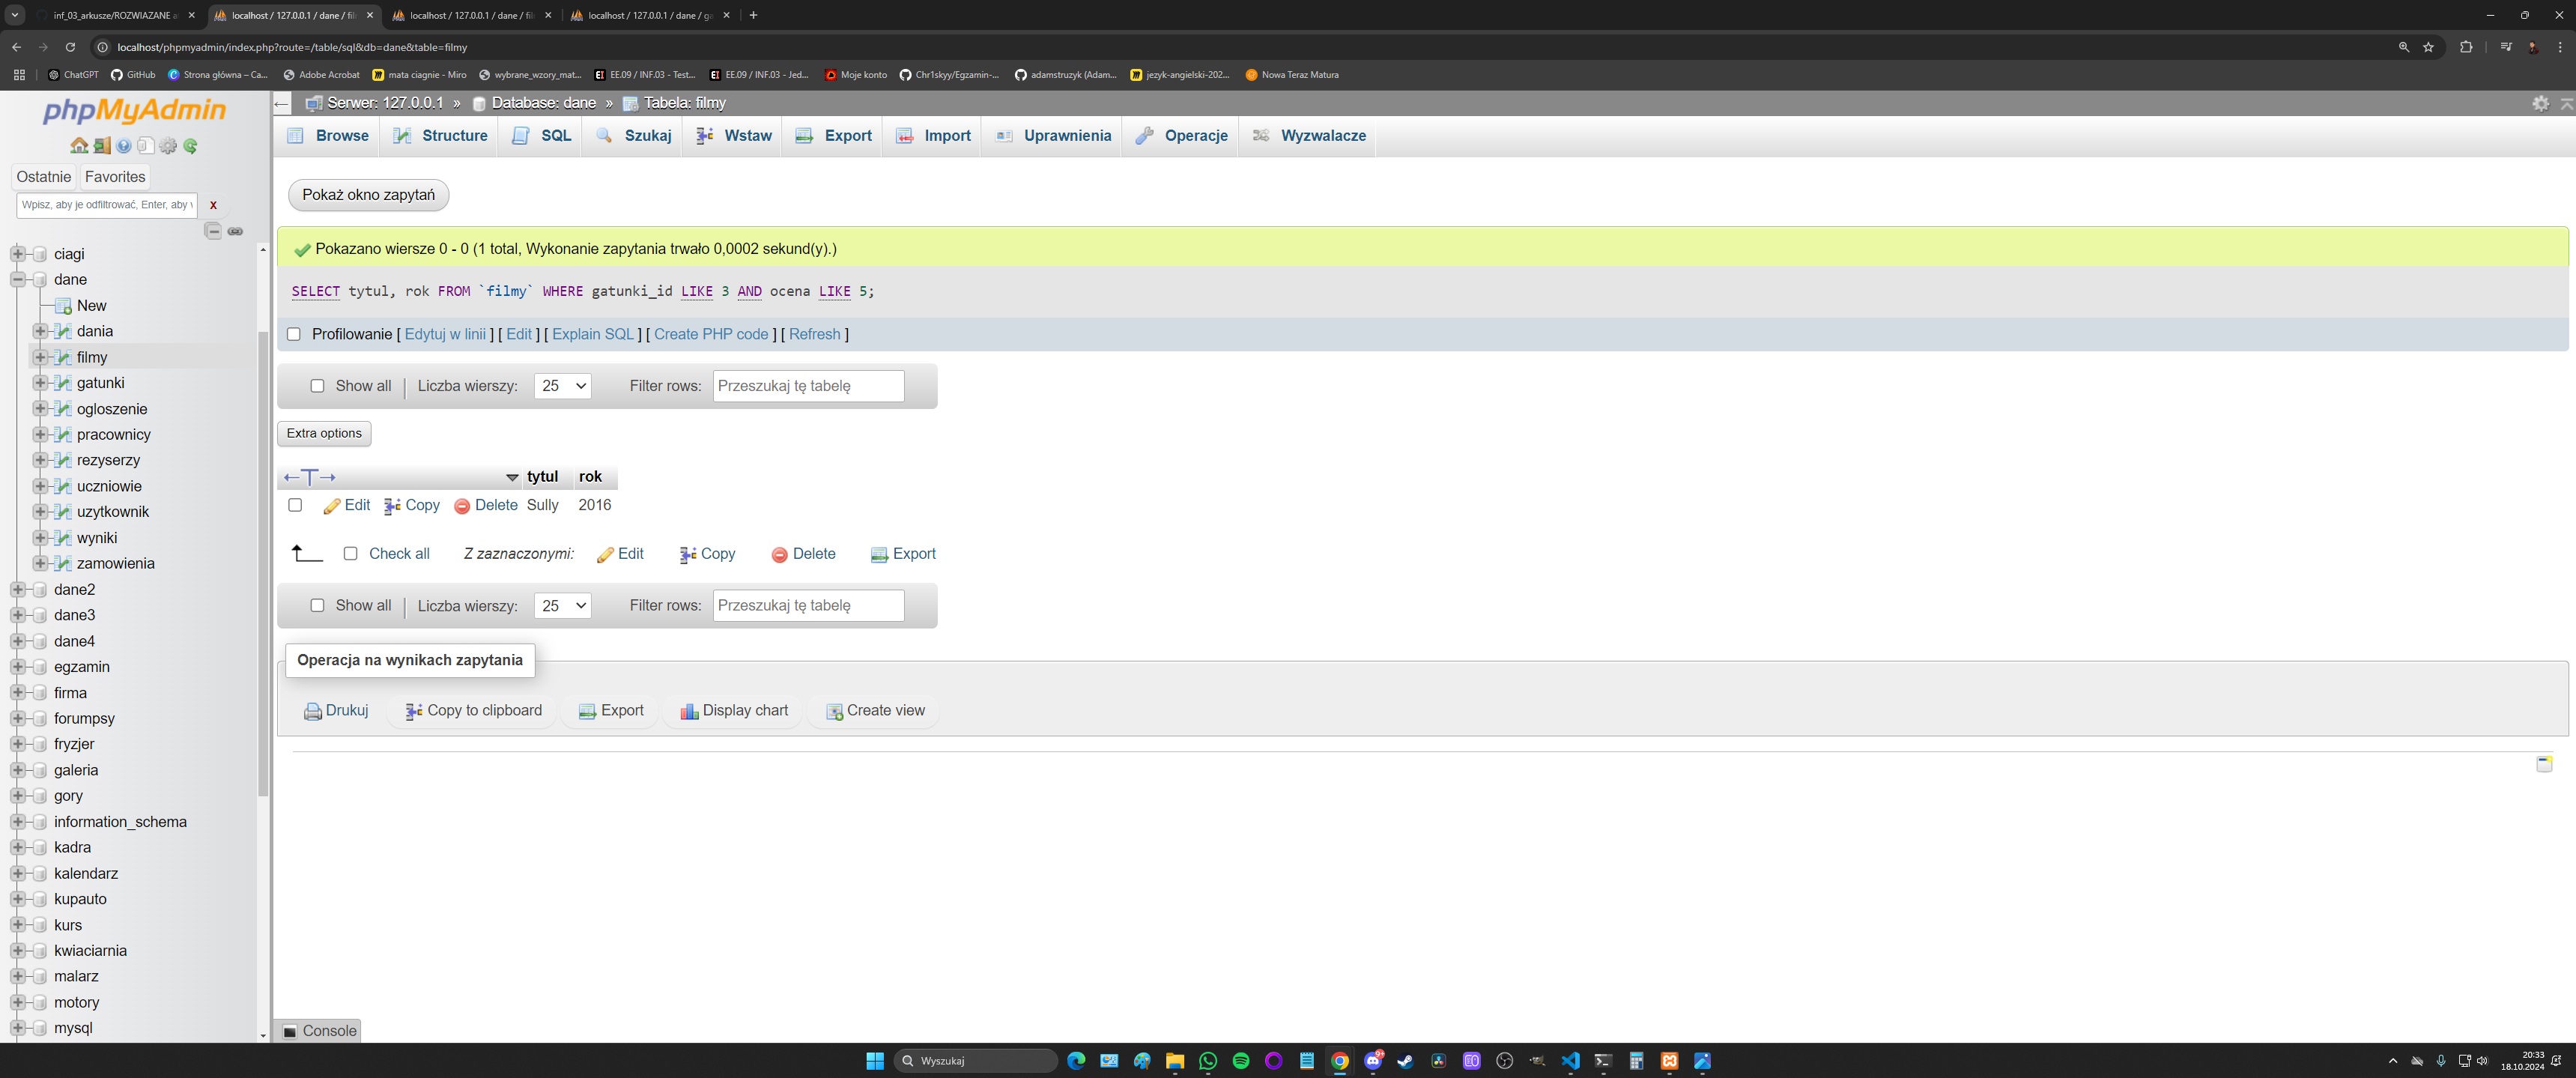 inf_03_arkusze/ROZWIAZANE a
localhost / 127.0.0.1 / dane / fil
localhost / 127.0.0.1 / dane / fil
localhost / 127.0.0.1 / dane / ga
localhost/phpmyadmin/index.php?route=/table/sql&db=dane&table=filmy
ChatGPT GitHub Strona główna – Ca... Adobe Acrobat mata ciagnie - Miro wybrane_wzory_mat... EE.09 / INF.03 - Test... EE.09 / INF.03 - Jed... Moje konto Chr1skyy/Egzamin-... adamstruzyk (Adam... jezyk-angielski-202... Nowa Teraz Matura
phpMyAdmin
Ostatnie Favorites
Wpisz, aby je odfiltrować, Enter, aby w X
ciagi
dane
New
dania
filmy
gatunki
ogloszenie
pracownicy
rezyserzy
uczniowie
uzytkownik
wyniki
zamowienia
dane2
dane3
dane4
egzamin
firma
forumpsy
fryzjer
galeria
gory
information_schema
kadra
kalendarz
kupauto
kurs
kwiaciarnia
malarz
motory
mysql
Serwer: 127.0.0.1 » Database: dane » Tabela: filmy
Browse Structure SQL Szukaj Wstaw Export Import Uprawnienia Operacje Wyzwalacze
Pokaż okno zapytań
Pokazano wiersze 0 - 0 (1 total, Wykonanie zapytania trwało 0,0002 sekund(y).)
SELECT tytul, rok FROM `filmy` WHERE gatunki_id LIKE 3 AND ocena LIKE 5;
Profilowanie [ Edytuj w linii ] [ Edit ] [ Explain SQL ] [ Create PHP code ] [ Refresh ]
Show all | Liczba wierszy: 25 Filter rows: Przeszukaj tę tabelę
Extra options
←T→ tytul rok
Edit Copy Delete Sully 2016
Check all Z zaznaczonymi: Edit Copy Delete Export
Show all | Liczba wierszy: 25 Filter rows: Przeszukaj tę tabelę
Operacja na wynikach zapytania
Drukuj Copy to clipboard Export Display chart Create view
Console
Wyszukaj
20:33
18.10.2024